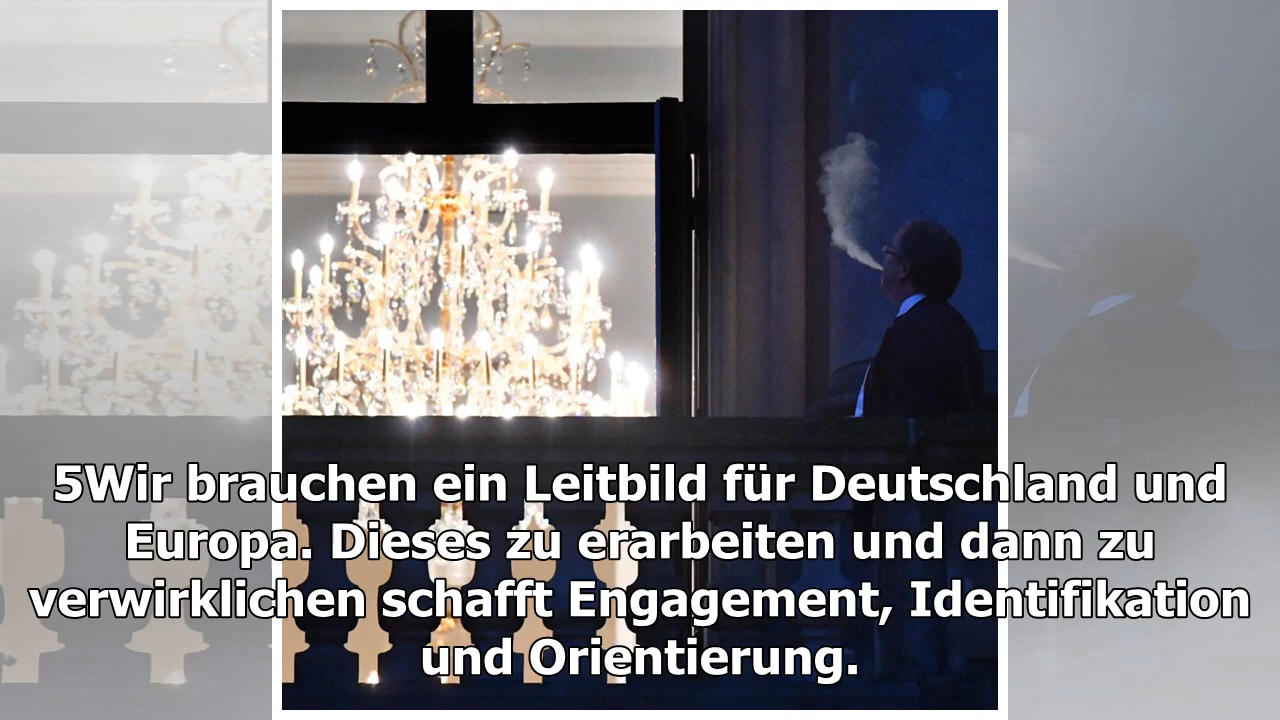 5Wir brauchen ein Leitbild für Deutschland und
Europa. Dieses zu erarbeiten und dann zu
verwirklichen schafft Engagement, Identifikation
und Orientierung.